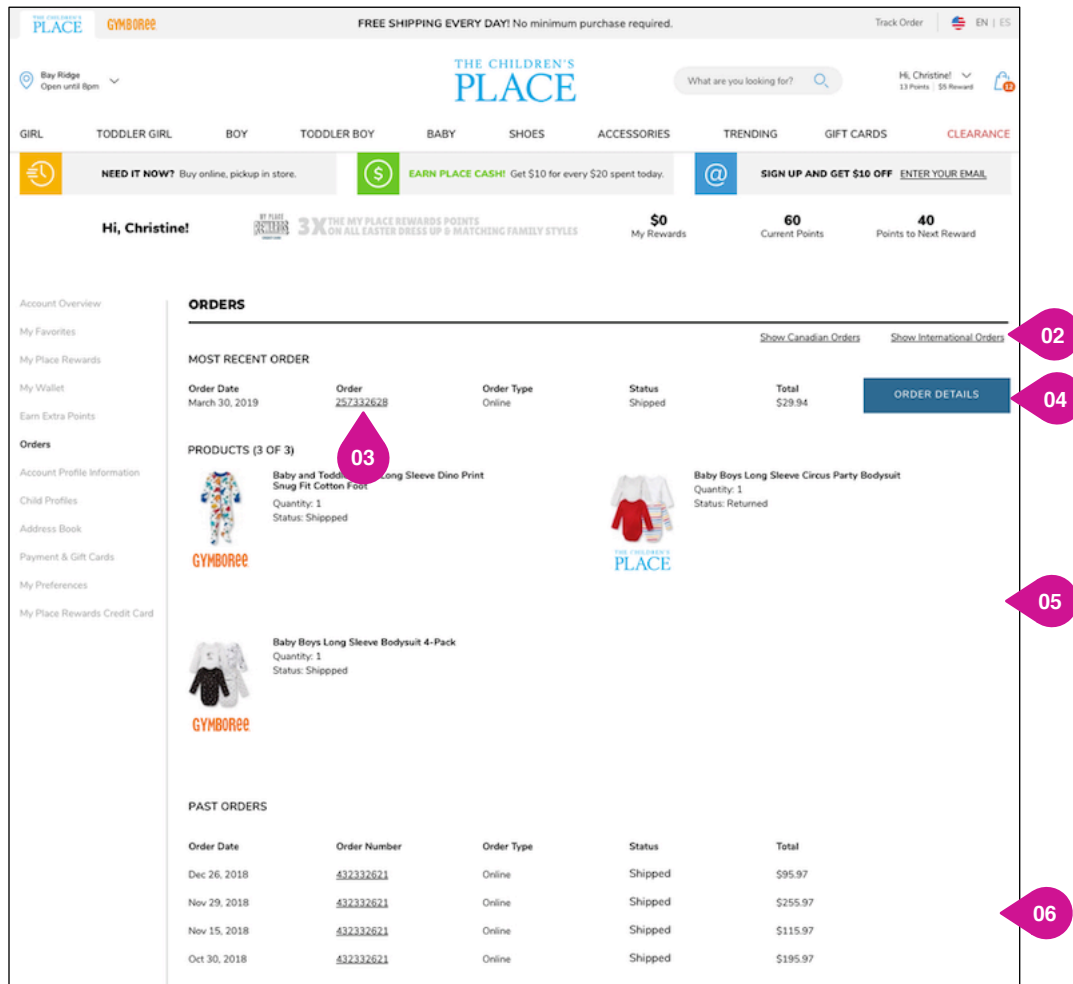 THE CHILDREN'S
PLACE
GYMBORee
FREE SHIPPING EVERY DAY! No minimum purchase required.
Track Order
EN | ES
Bay Ridge
Open until 8pm
THE CHILDREN'S
PLACE
What are you looking for?
Hi, Christine!
13 Points | $5 Reward
12
GIRL TODDLER GIRL BOY TODDLER BOY BABY SHOES ACCESSORIES TRENDING GIFT CARDS CLEARANCE
NEED IT NOW? Buy online, pickup in store.
$ EARN PLACE CASH! Get $10 for every $20 spent today.
@ SIGN UP AND GET $10 OFF ENTER YOUR EMAIL
Hi, Christine!
MY PLACE
REWARDS
CREDIT CARD
3X THE MY PLACE REWARDS POINTS
ON ALL EASTER DRESS UP & MATCHING FAMILY STYLES
$0
My Rewards
60
Current Points
40
Points to Next Reward
Account Overview
My Favorites
My Place Rewards
My Wallet
Earn Extra Points
Orders
Account Profile Information
Child Profiles
Address Book
Payment & Gift Cards
My Preferences
My Place Rewards Credit Card
ORDERS
Show Canadian Orders Show International Orders
02
MOST RECENT ORDER
Order Date Order Order Type Status Total
March 30, 2019 257332628 Online Shipped $29.94
ORDER DETAILS
04
03
PRODUCTS (3 OF 3)
Baby and Long Sleeve Dino Print
Snug Fit Cotton Foot
Quantity: 1
Status: Shippped
GYMBORee
Baby Boys Long Sleeve Circus Party Bodysuit
Quantity: 1
Status: Returned
THE CHILDREN'S
PLACE
05
Baby Boys Long Sleeve Bodysuit 4-Pack
Quantity: 1
Status: Shippped
GYMBORee
PAST ORDERS
Order Date Order Number Order Type Status Total
Dec 26, 2018 432332621 Online Shipped $95.97
Nov 29, 2018 432332621 Online Shipped $255.97
06
Nov 15, 2018 432332621 Online Shipped $115.97
Oct 30, 2018 432332621 Online Shipped $195.97